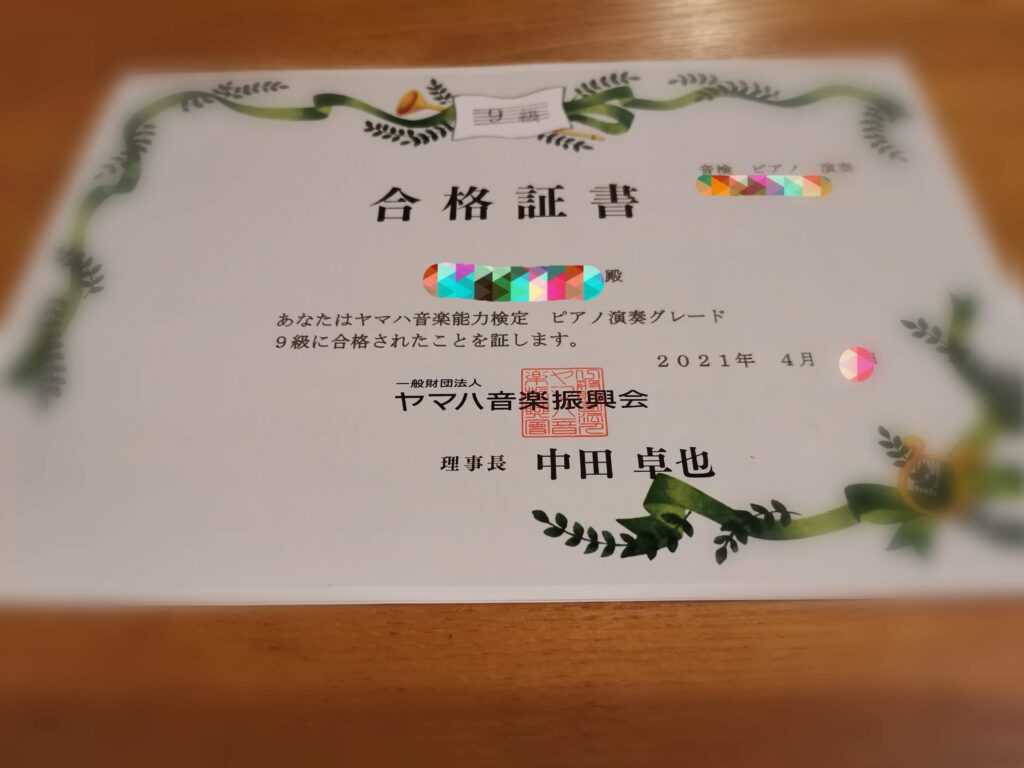 9 級
音検 ピアノ 演奏
合格証書
殿
あなたはヤマハ音楽能力検定 ピアノ演奏グレード
9級に合格されたことを証します。
2021年 4月
一般財団法人
ヤマハ音楽振興会
理事長 中田 卓也